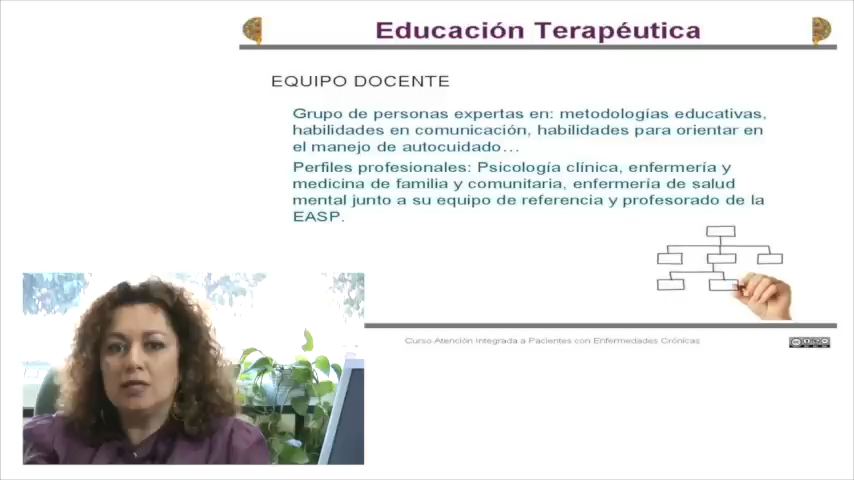 Educación Terapéutica
EQUIPO DOCENTE
Grupo de personas expertas en: metodologías educativas,
habilidades en comunicación, habilidades para orientar en
el manejo de autocuidado…
Perfiles profesionales: Psicología clínica, enfermería y
medicina de familia y comunitaria, enfermería de salud
mental junto a su equipo de referencia y profesorado de la
EASP.
Curso Atención Integrada a Pacientes con Enfermedades Crónicas